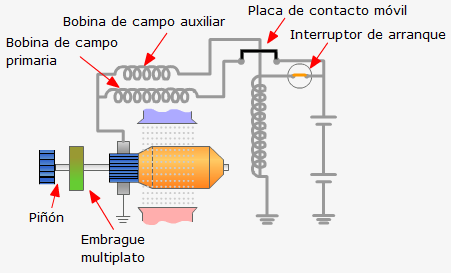 Placa de contacto móvil
Bobina de campo auxiliar
Interruptor de arranque
Bobina de campo
primaria
Piñón
Embrague
multiplato